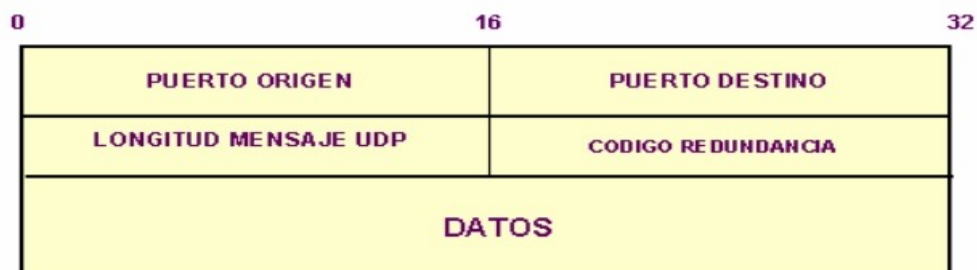 0 16 32
PUERTO ORIGEN PUERTO DESTINO
LONGITUD MENSAJE UDP CODIGO REDUNDANCIA
DATOS